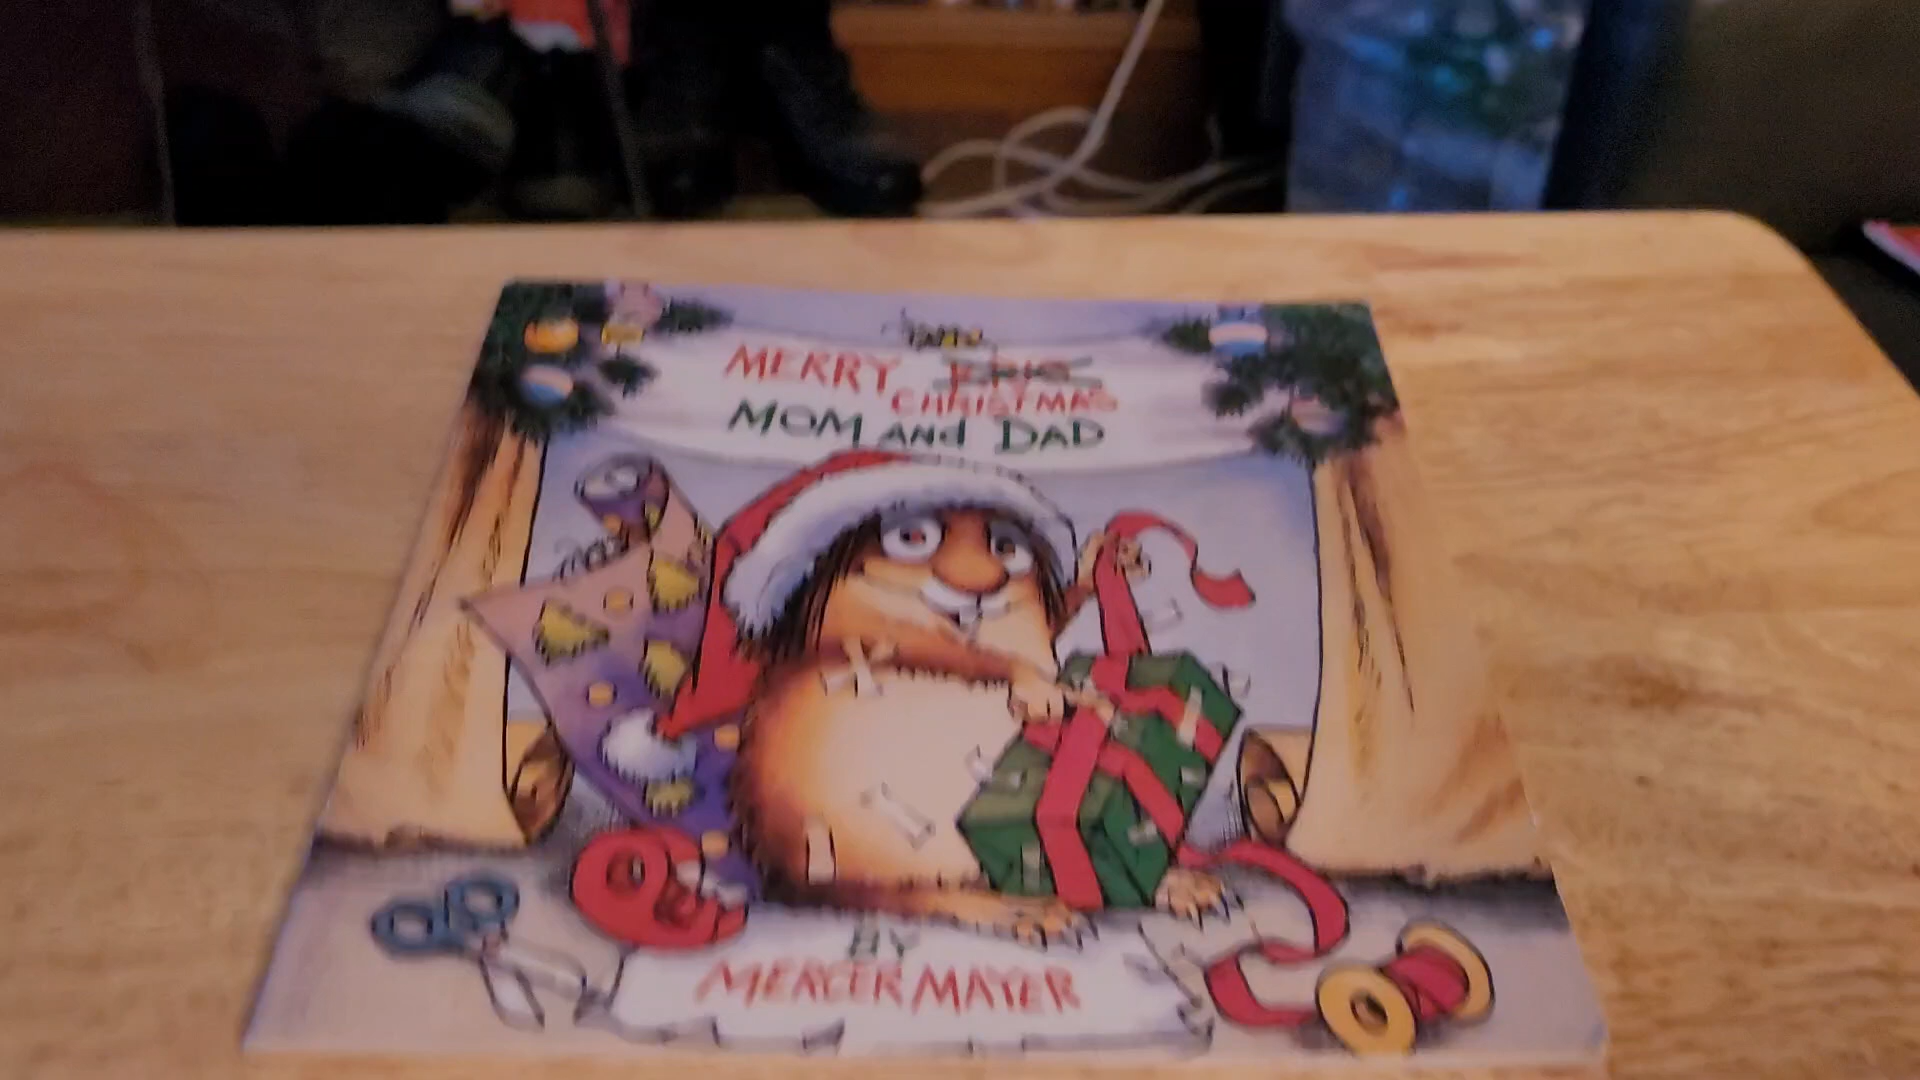 MERRY
CHRISTMAS
MOM AND DAD
BY
MERCER MAYER